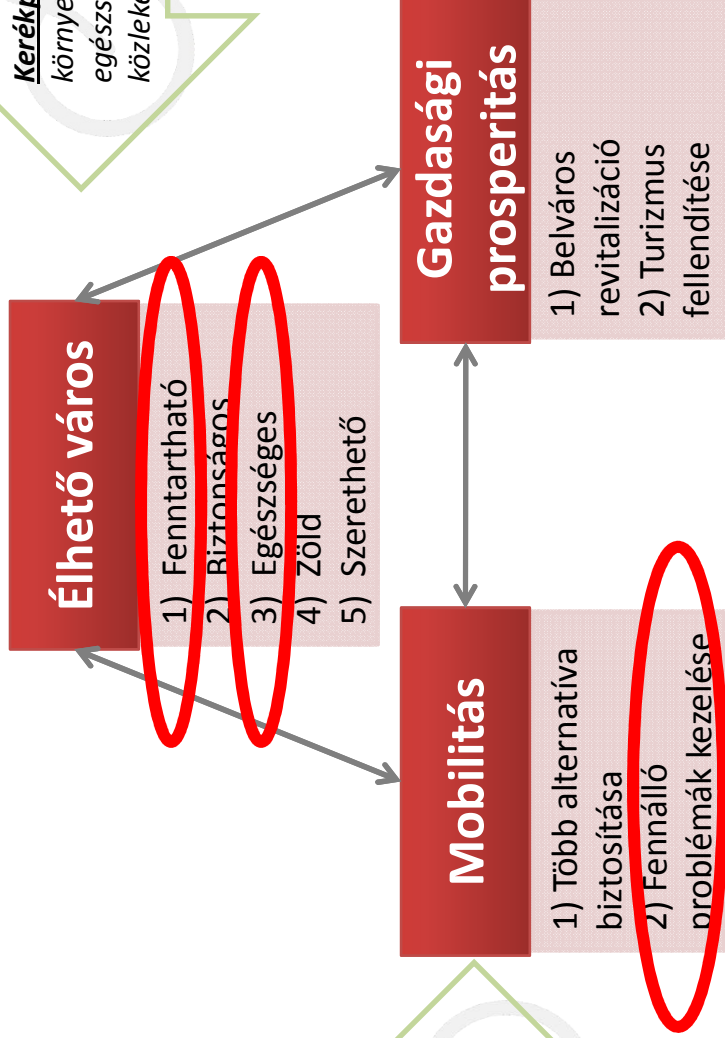 Élhető város
1) Fenntartható
2) Biztonságos
3) Egészséges
4) Zöld
5) Szerethető
Mobilitás
1) Több alternatíva
biztosítása
2) Fennálló
problémák kezelése
Gazdasági
prosperitás
1) Belváros
revitalizáció
2) Turizmus
fellendítése